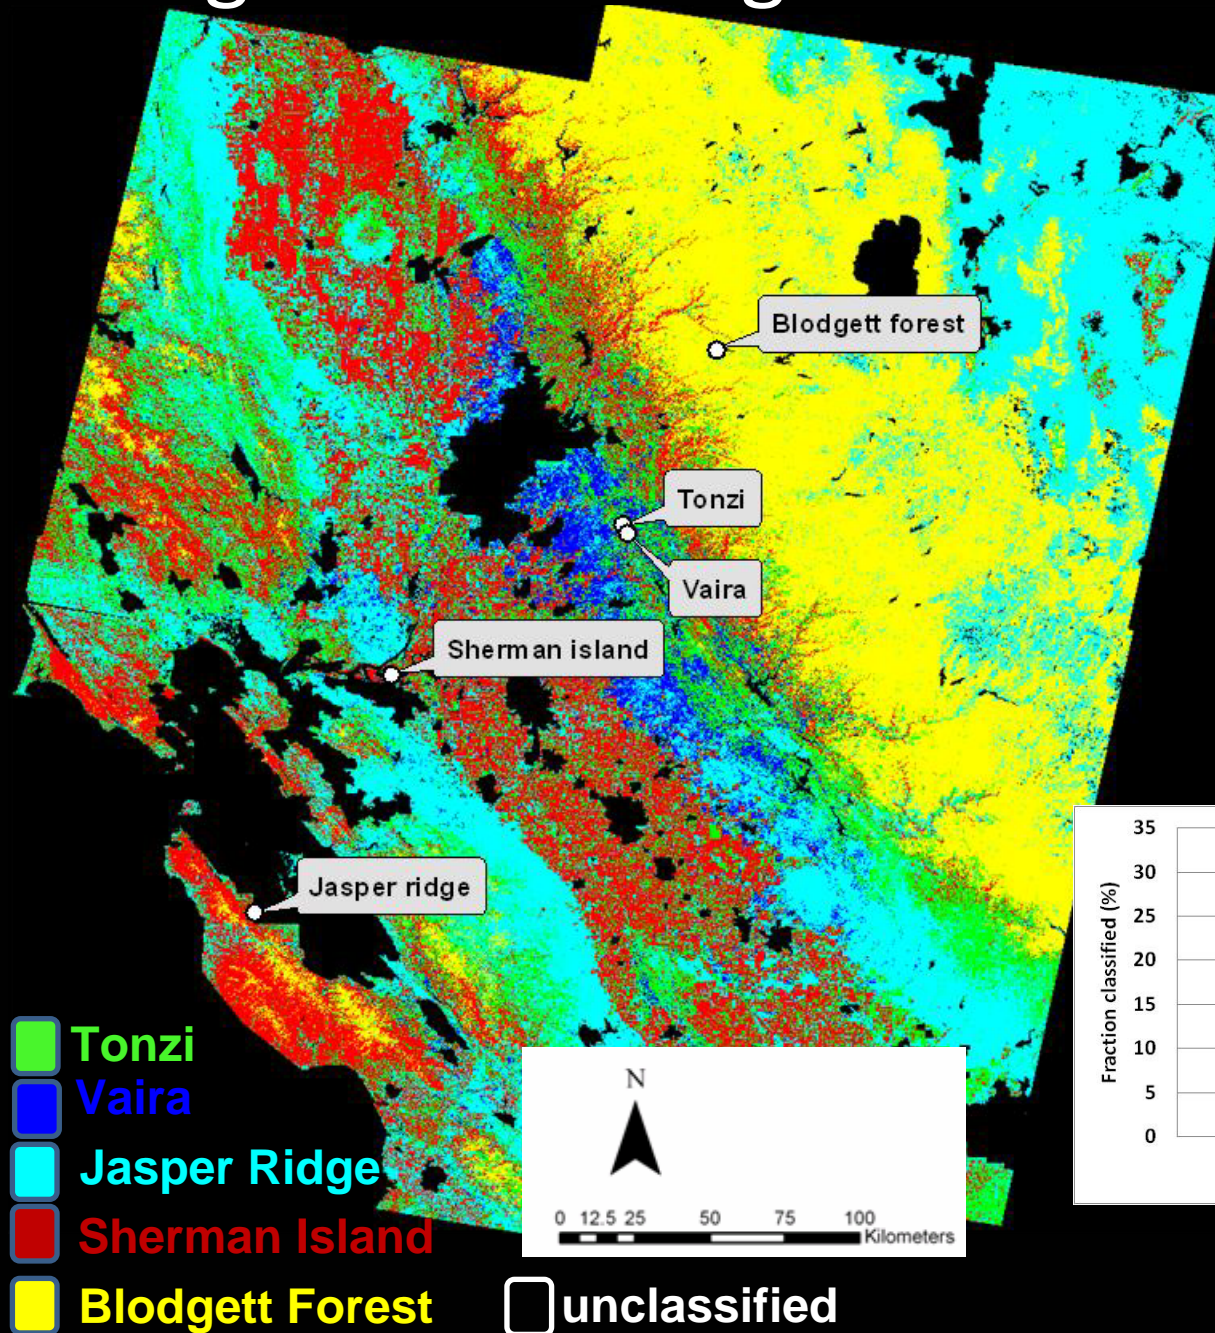 Blodgett forest
Tonzi
Vaira
Sherman island
Jasper ridge
35
30
25
20
15
10
5
0
Fraction classified (%)
Tonzi
Vaira
Jasper Ridge
Sherman Island
Blodgett Forest
unclassified
N
0 12.5 25 50 75 100
Kilometers